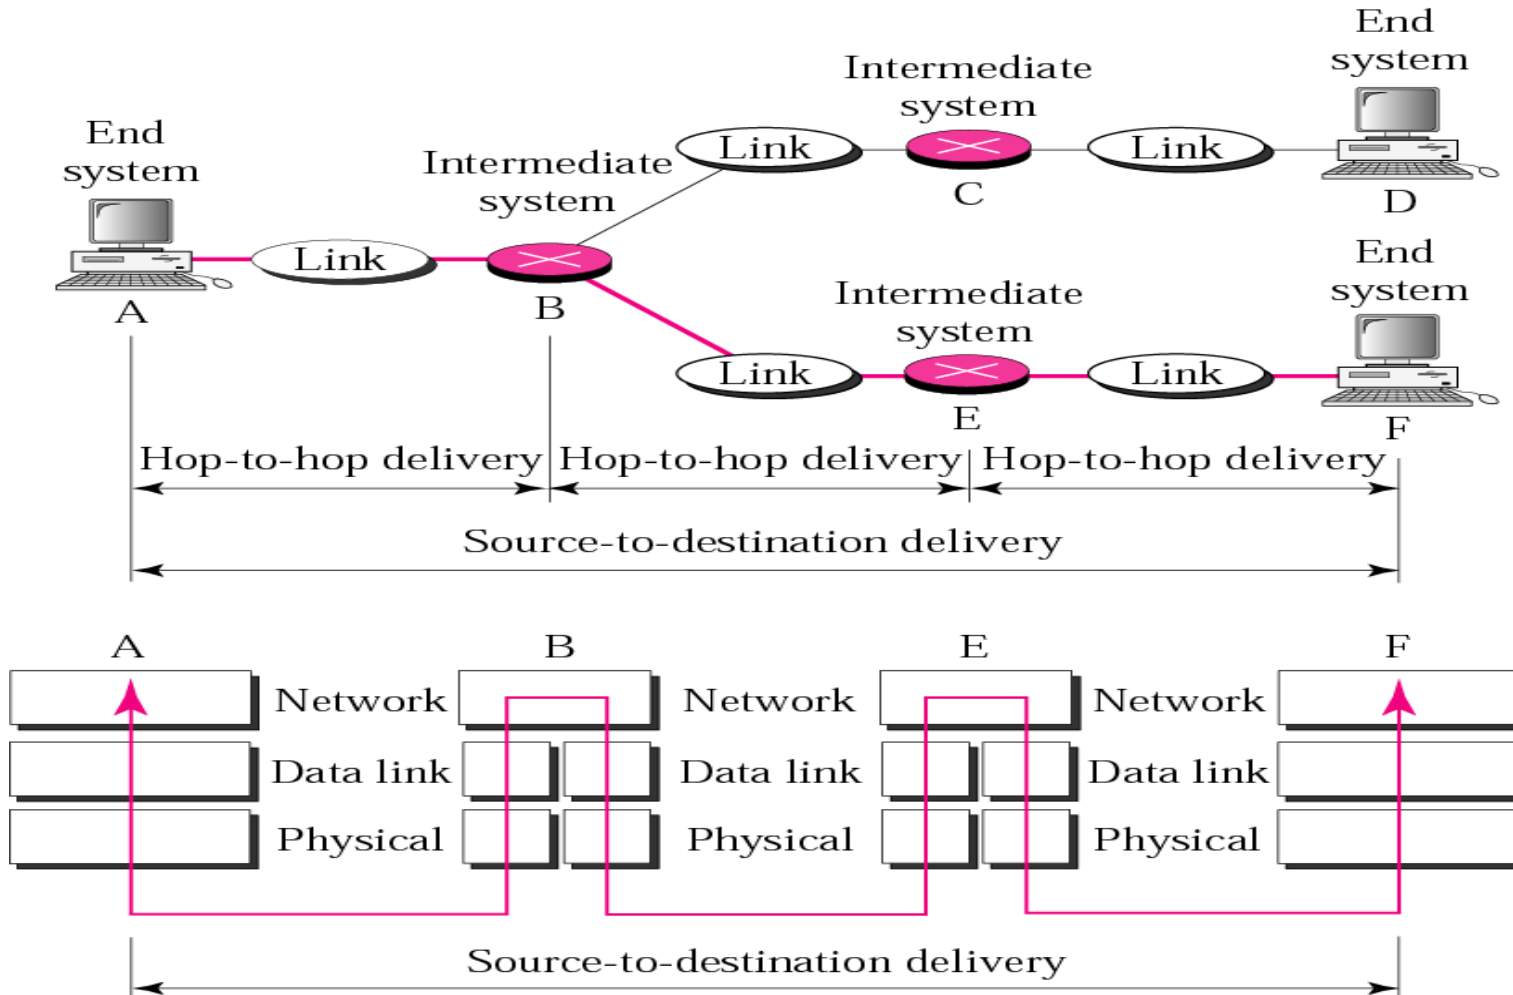 End
system
Intermediate
system
Link
C
Link
D
End
system
Intermediate
system
Link
A
B
End
system
Intermediate
system
Link
E
Link
F
Hop-to-hop delivery
Hop-to-hop delivery
Hop-to-hop delivery
Source-to-destination delivery
A
B
E
F
Network
Network
Network
Data link
Data link
Data link
Physical
Physical
Physical
Source-to-destination delivery